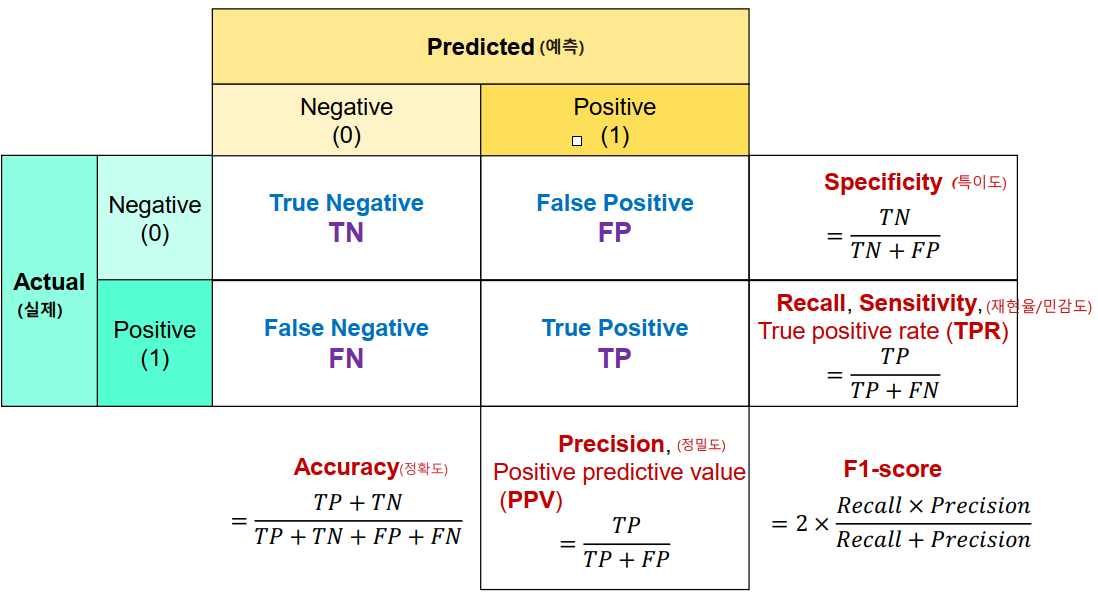 Predicted (예측)
Negative
(0)
Positive
(1)
Actual
(실제)
Negative
(0)
True Negative
TN
False Positive
FP
Specificity (특이도)
= TN / TN + FP
Positive
(1)
False Negative
FN
True Positive
TP
Recall, Sensitivity, (재현율/민감도)
True positive rate (TPR)
= TP / TP + FN
Accuracy(정확도)
= TP + TN / TP + TN + FP + FN
Precision, (정밀도)
Positive predictive value
(PPV)
= TP / TP + FP
F1-score
= 2 × Recall × Precision / Recall + Precision